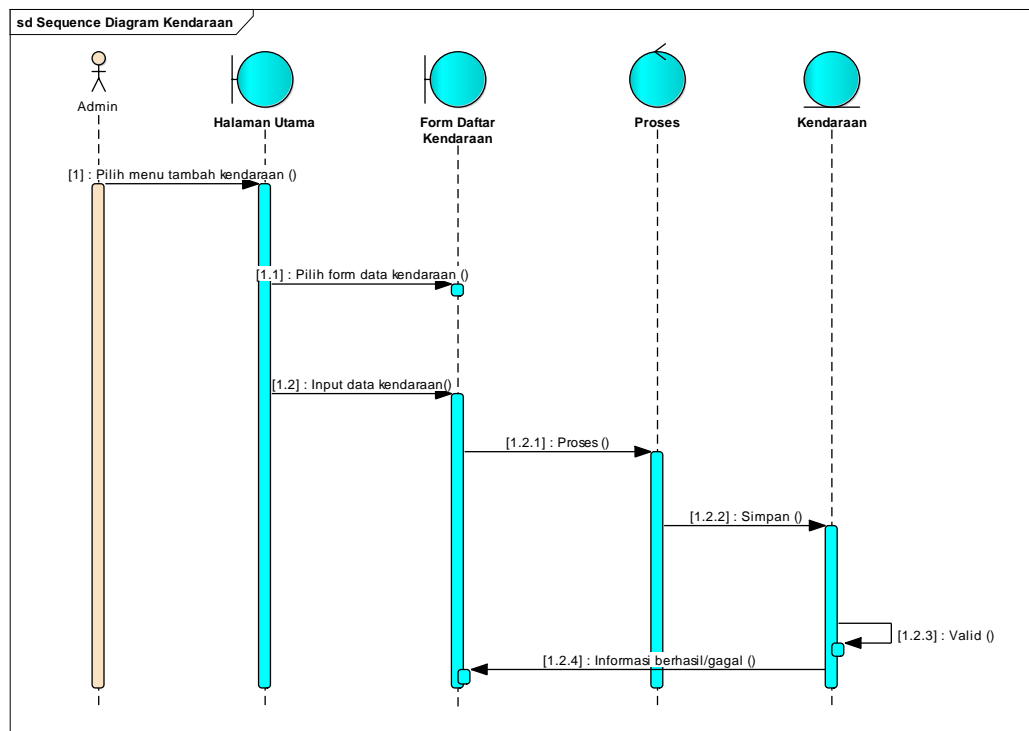 sd Sequence Diagram Kendaraan
Admin
Halaman Utama
Form Daftar
Kendaraan
Proses
Kendaraan
[1] : Pilih menu tambah kendaraan ()
[1.1] : Pilih form data kendaraan ()
[1.2] : Input data kendaraan()
[1.2.1] : Proses ()
[1.2.2] : Simpan ()
[1.2.3] : Valid ()
[1.2.4] : Informasi berhasil/gagal ()